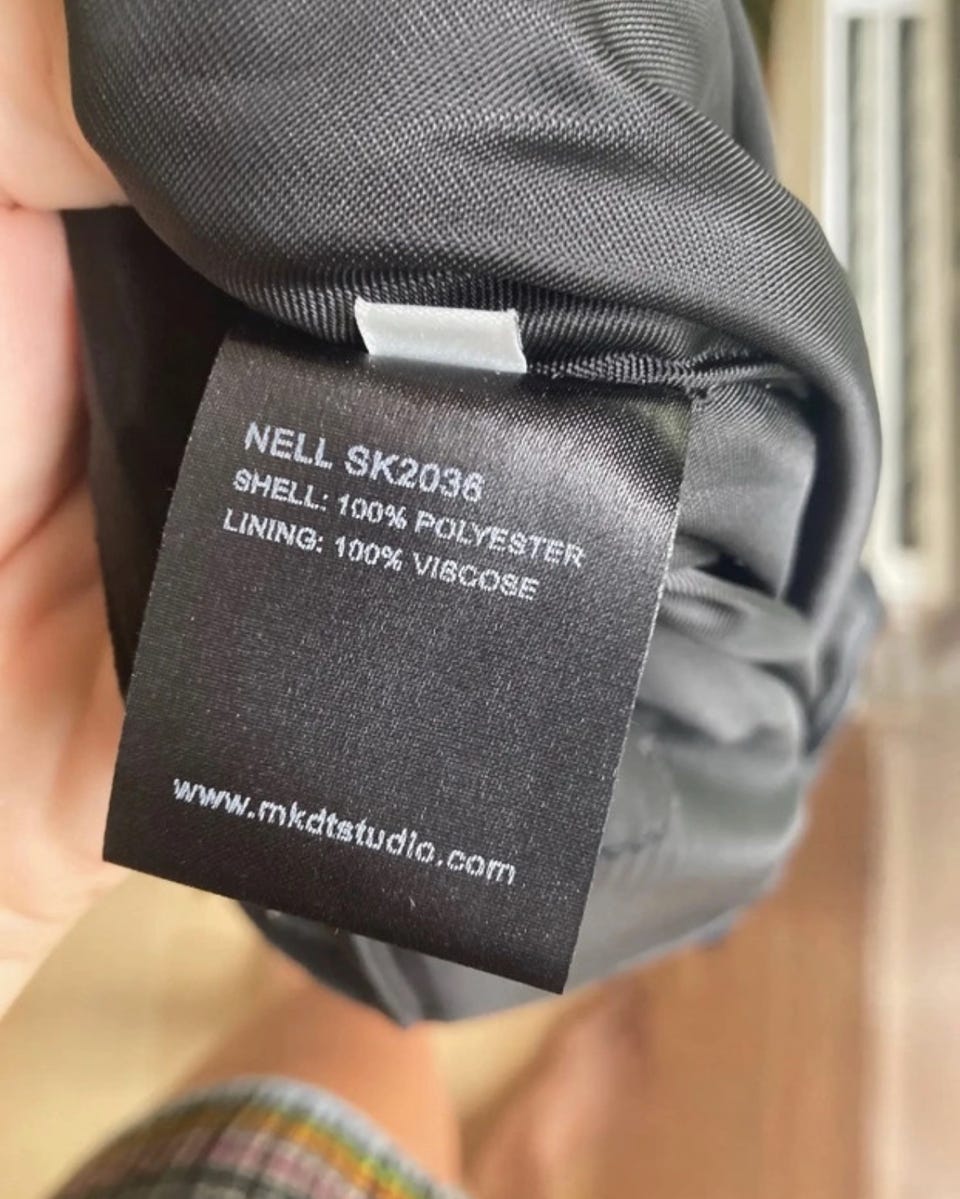 NELL SK2036
SHELL: 100% POLYESTER
LINING: 100% VISCOSE
www.mkdtstudio.com